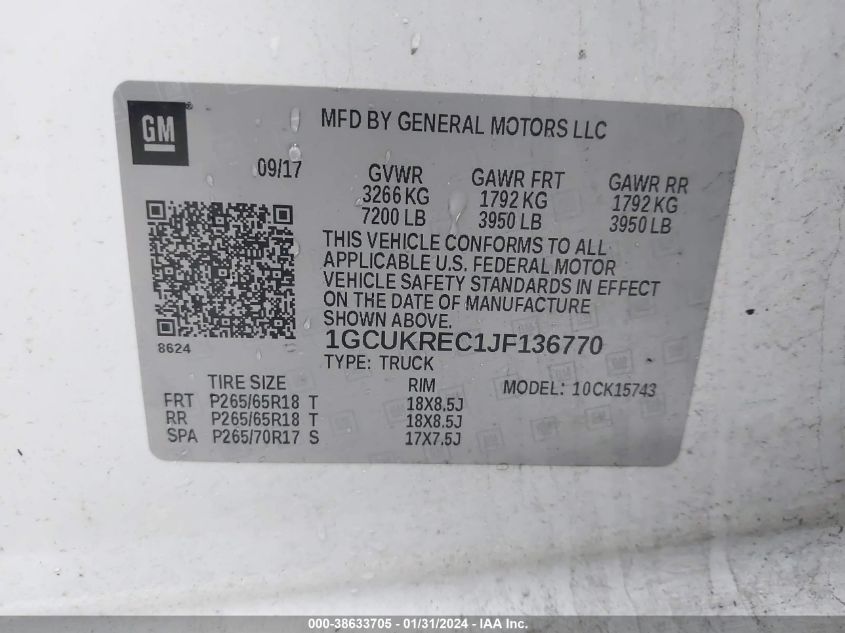 GM
MFD BY GENERAL MOTORS LLC
09/17
GVWR GAWR FRT GAWR RR
3266 KG 1792 KG 1792 KG
7200 LB 3950 LB 3950 LB
THIS VEHICLE CONFORMS TO ALL
APPLICABLE U.S. FEDERAL MOTOR
VEHICLE SAFETY STANDARDS IN EFFECT
ON THE DATE OF MANUFACTURE
SHOWN ABOVE.
8624
1GCUKREC1JF136770
TYPE: TRUCK
TIRE SIZE RIM MODEL: 10CK15743
FRT P265/65R18 T 18X8.5J
RR P265/65R18 T 18X8.5J
SPA P265/70R17 S 17X7.5J
000-38633705 - 01/31/2024 - IAA Inc.